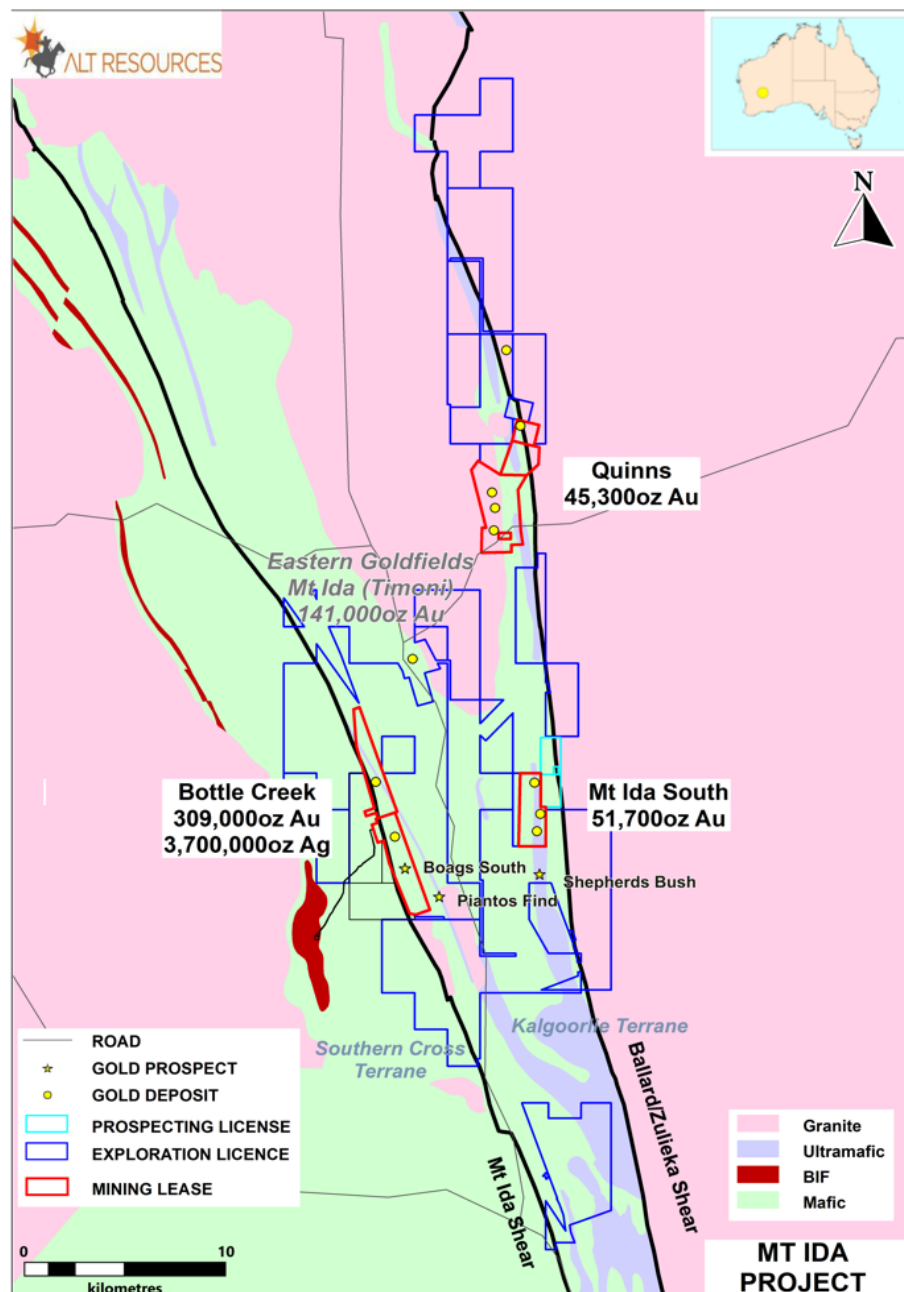 ALT RESOURCES
N
Quinns
45,300oz Au
Eastern Goldfields
Mt Ida (Timoni)
141,000oz Au
Bottle Creek
309,000oz Au
3,700,000oz Ag
Mt Ida South
51,700oz Au
Boags South
Shepherds Bush
Piantos Find
Kalgoorlie Terrane
Southern Cross
Terrane
Ballard/Zulieka Shear
Mt Ida Shear
ROAD
GOLD PROSPECT
GOLD DEPOSIT
PROSPECTING LICENSE
EXPLORATION LICENCE
MINING LEASE
0 10
kilometres
Granite
Ultramafic
BIF
Mafic
MT IDA
PROJECT